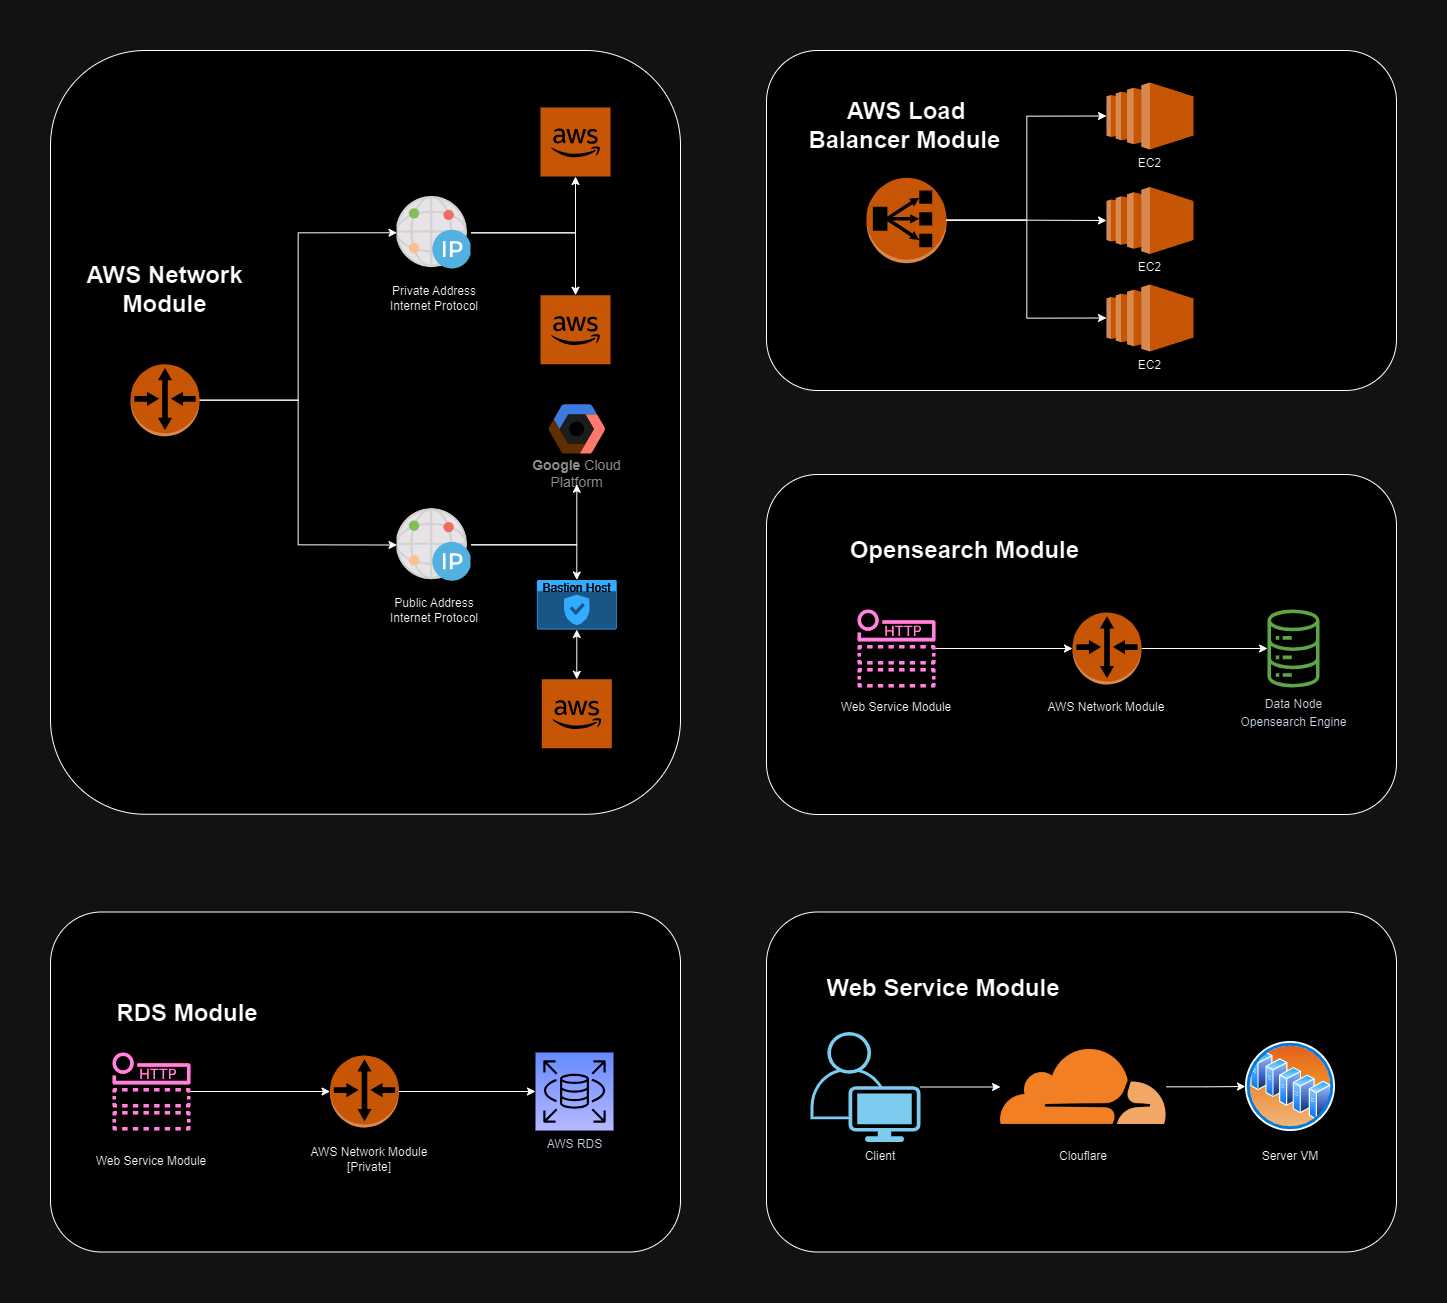 AWS Network
Module
aws
IP
Private Address
Internet Protocol
aws
Google Cloud
Platform
IP
Public Address
Internet Protocol
Bastion Host
aws
AWS Load
Balancer Module
EC2
EC2
EC2
Opensearch Module
HTTP
Web Service Module
AWS Network Module
Data Node
Opensearch Engine
RDS Module
HTTP
Web Service Module
AWS Network Module
[Private]
AWS RDS
Web Service Module
Client
Clouflare
Server VM